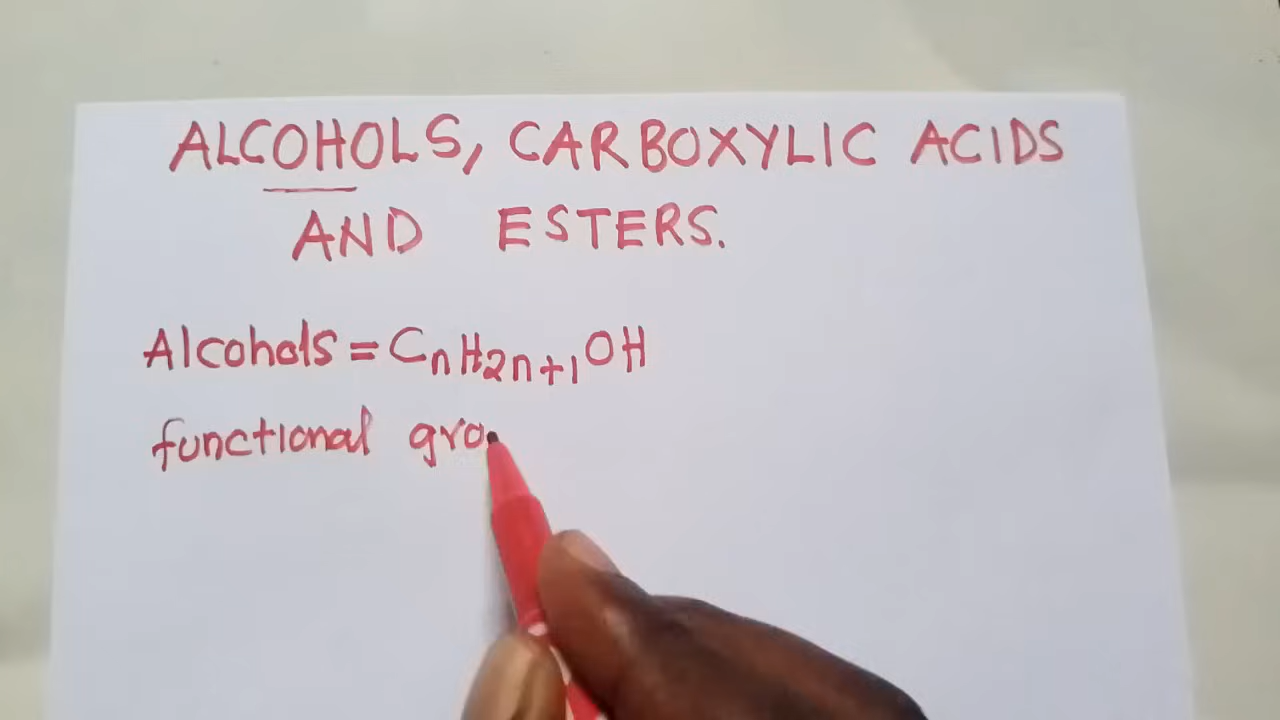 ALCOHOLS, CARBOXYLIC ACIDS
AND ESTERS.
Alcohols = CnH2n+1OH
functional gro